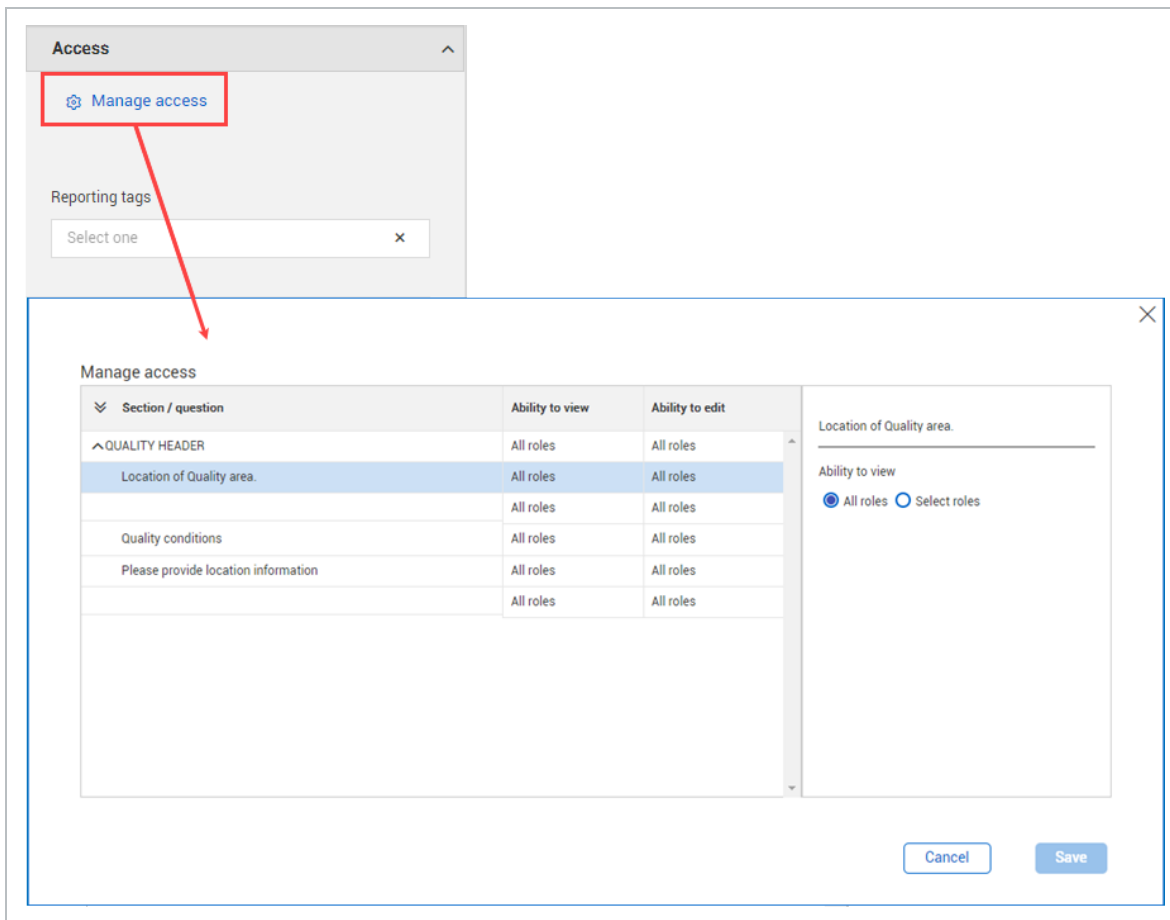 Access
Manage access
Reporting tags
Select one
Manage access
Section / question Ability to view Ability to edit
QUALITY HEADER All roles All roles
Location of Quality area. All roles All roles
All roles All roles
Quality conditions All roles All roles
Please provide location information All roles All roles
All roles All roles
Location of Quality area.
Ability to view
All roles Select roles
Cancel Save